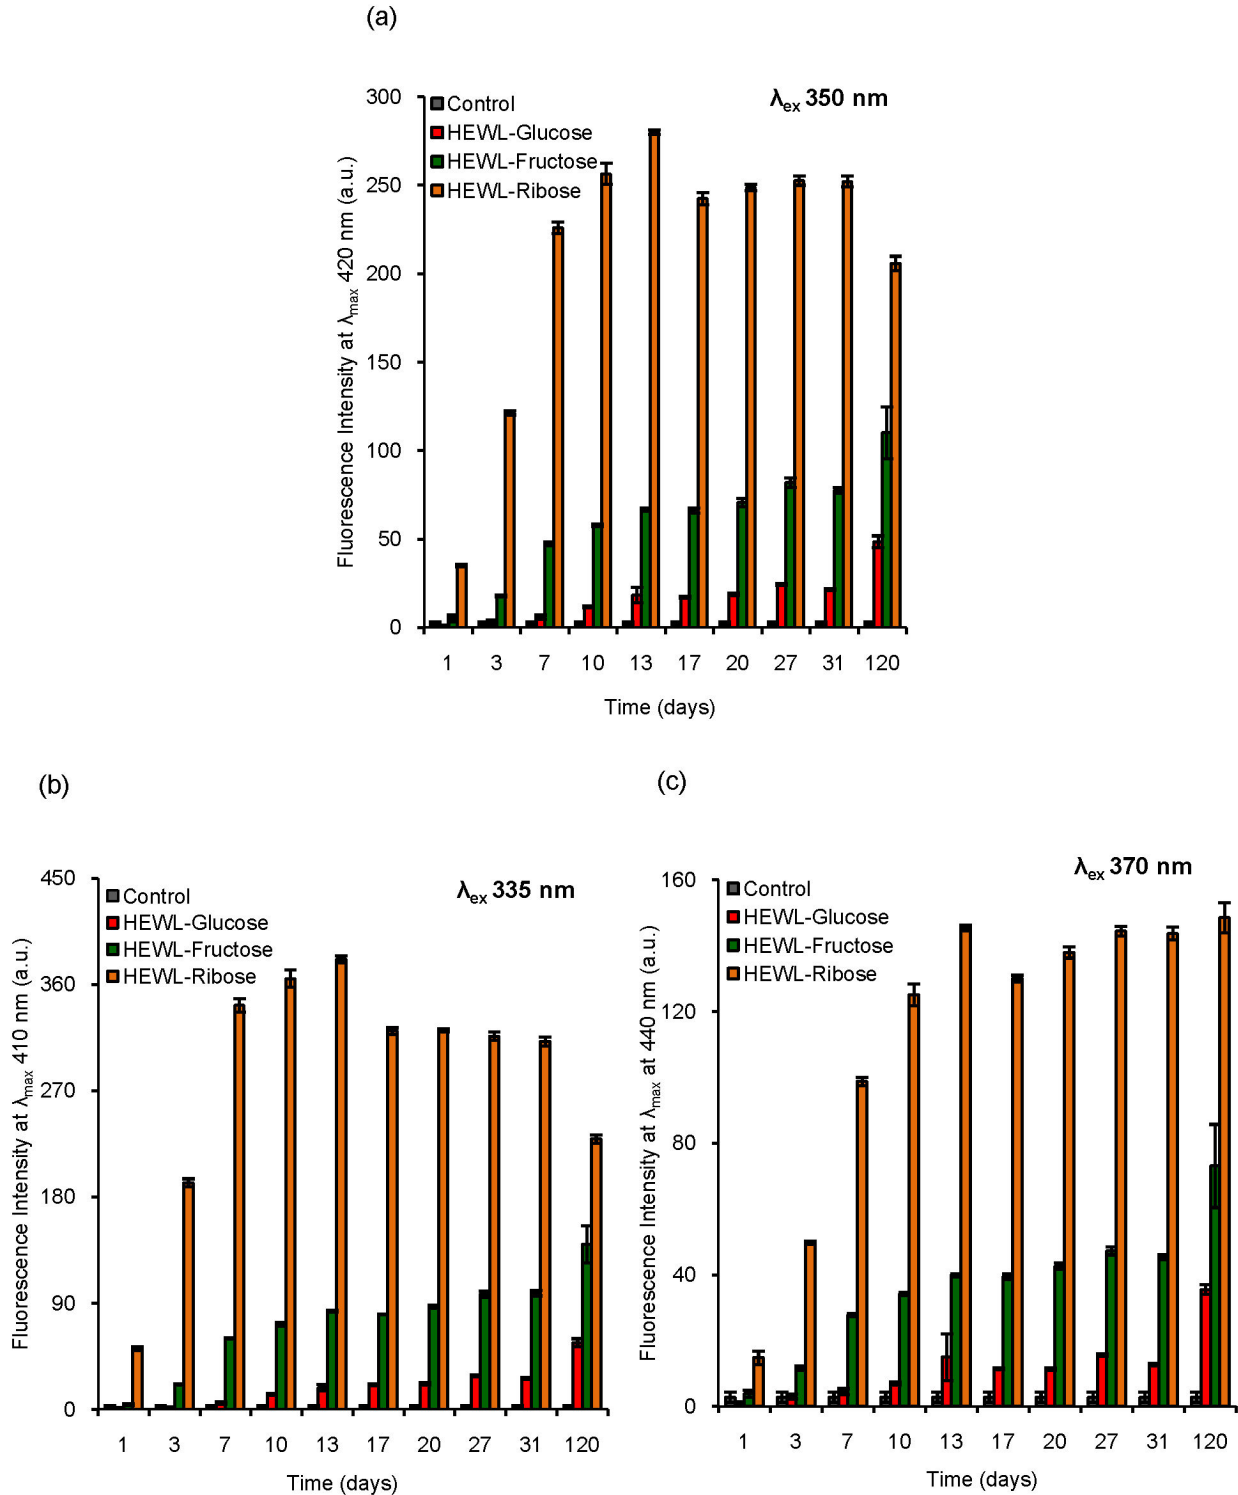 (a)
λex 350 nm
Control
HEWL-Glucose
HEWL-Fructose
HEWL-Ribose
Fluorescence Intensity at λmax 420 nm (a.u.)
300
250
200
150
100
50
0
1 3 7 10 13 17 20 27 31 120
Time (days)
(b)
λex 335 nm
Control
HEWL-Glucose
HEWL-Fructose
HEWL-Ribose
Fluorescence Intensity at λmax 410 nm (a.u.)
450
360
270
180
90
0
1 3 7 10 13 17 20 27 31 120
Time (days)
(c)
λex 370 nm
Control
HEWL-Glucose
HEWL-Fructose
HEWL-Ribose
Fluorescence Intensity at λmax at 440 nm (a.u.)
160
120
80
40
0
1 3 7 10 13 17 20 27 31 120
Time (days)